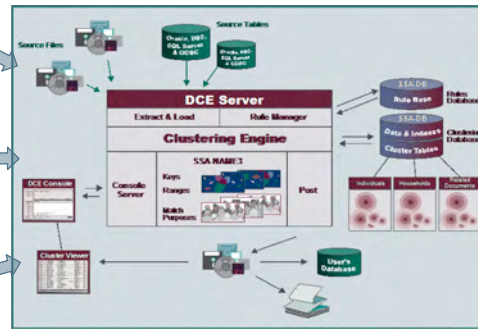 Source Files
Source Tables
Oracle, DB2,
SQL Server
& ODBC
Oracle, DB2,
SQL Server
& ODBC
DCE Server
Extract & Load
Rule Manager
Clustering Engine
SSA-NAME3
Keys
Ranges
Match
Purposes
Console
Server
Post
SSA-DB
Rule Base
Rules
Database
SSA-DB
Data & Indexes
Cluster Tables
Clustering
Database
Individuals
Households
Related
Documents
DCE Console
Cluster Viewer
User's
Database